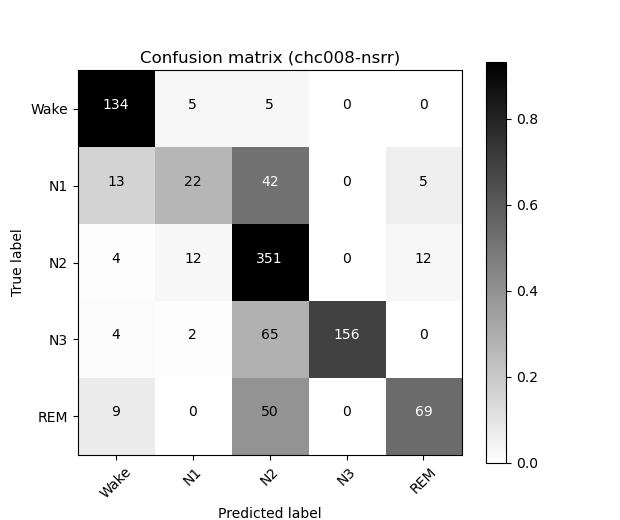 Confusion matrix (chc008-nsrr)
True label
Wake 134 5 5 0 0
N1 13 22 42 0 5
N2 4 12 351 0 12
N3 4 2 65 156 0
REM 9 0 50 0 69
Wake N1 N2 N3 REM
Predicted label
0.8
0.6
0.4
0.2
0.0